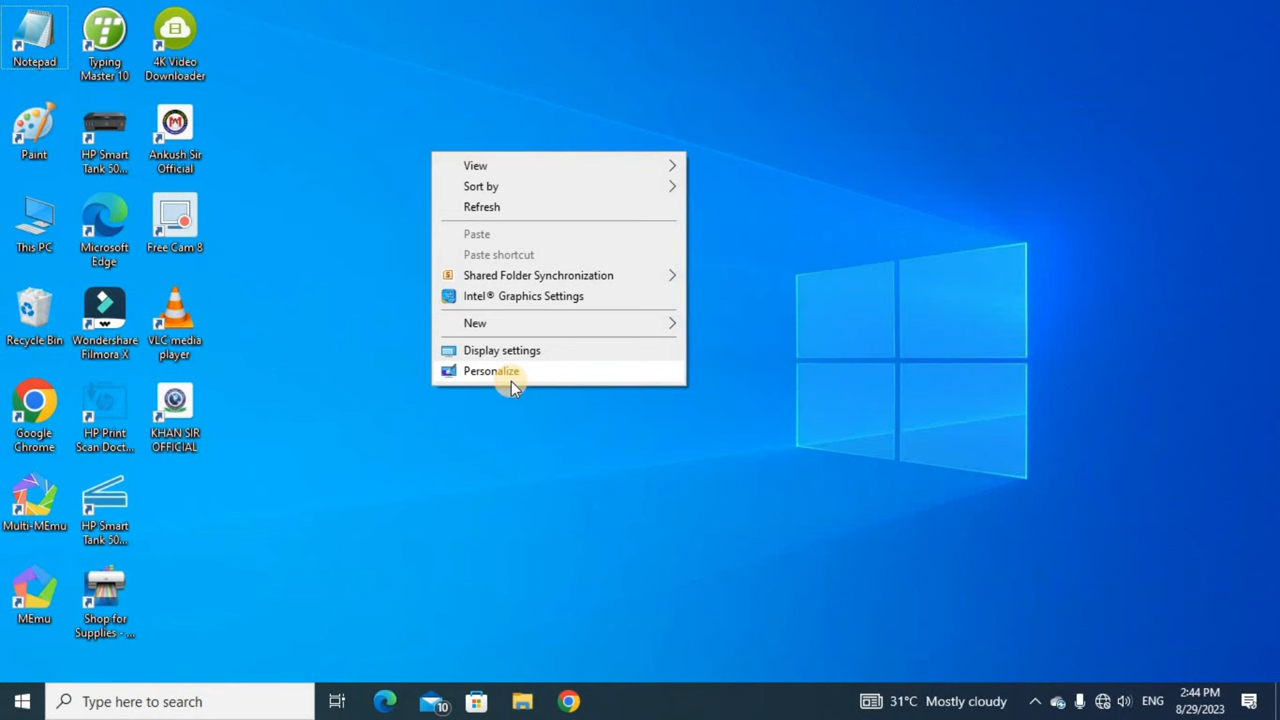 Notepad
Typing
Master 10
4K Video
Downloader
Paint
HP Smart
Tank 50...
Ankush Sir
Official
This PC
Microsoft
Edge
Free Cam 8
Recycle Bin
Wondershare
Filmora X
VLC media
player
Google
Chrome
HP Print
Scan Doct...
KHAN SIR
OFFICIAL
Multi-MEmu
HP Smart
Tank 50...
MEmu
Shop for
Supplies - ...
View
Sort by
Refresh
Paste
Paste shortcut
Shared Folder Synchronization
Intel® Graphics Settings
New
Display settings
Personalize
Type here to search
10
31°C Mostly cloudy
ENG
2:44 PM
8/29/2023